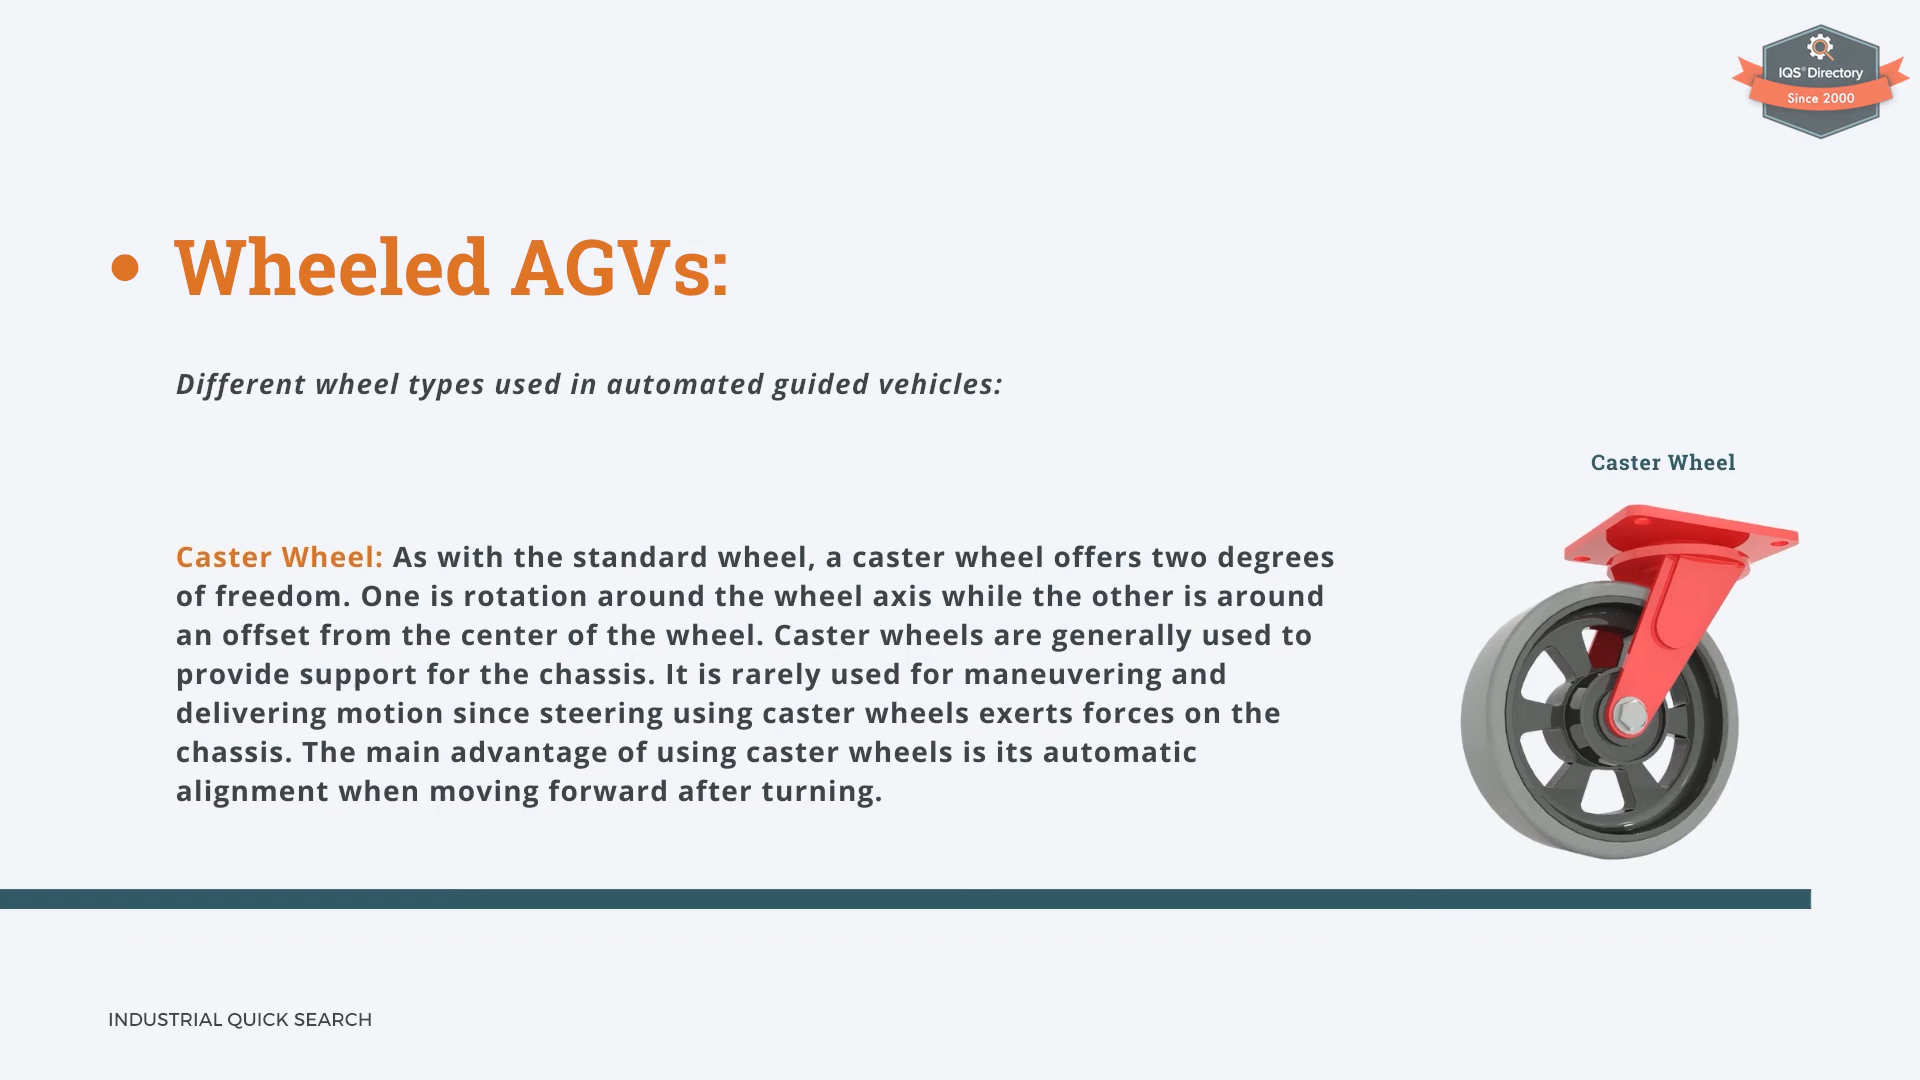 IQS® Directory
Since 2000
• Wheeled AGVs:
Different wheel types used in automated guided vehicles:
Caster Wheel
Caster Wheel: As with the standard wheel, a caster wheel offers two degrees
of freedom. One is rotation around the wheel axis while the other is around
an offset from the center of the wheel. Caster wheels are generally used to
provide support for the chassis. It is rarely used for maneuvering and
delivering motion since steering using caster wheels exerts forces on the
chassis. The main advantage of using caster wheels is its automatic
alignment when moving forward after turning.
INDUSTRIAL QUICK SEARCH